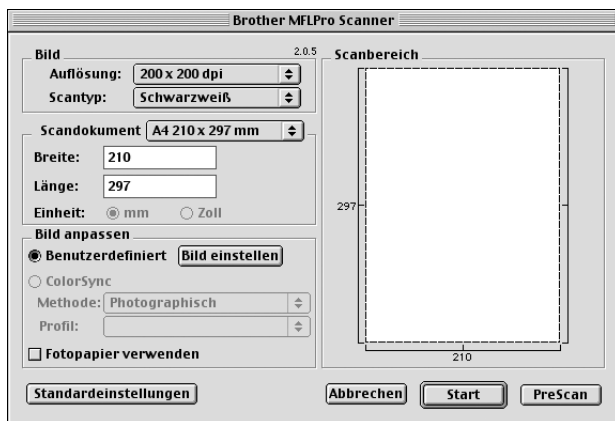 Brother MFLPro Scanner
Bild
2.0.5
Auflösung: 200 x 200 dpi
Scantyp: Schwarzweiß
Scandokument A4 210 x 297 mm
Breite: 210
Länge: 297
Einheit: mm Zoll
Bild anpassen
Benutzerdefiniert Bild einstellen
ColorSync
Methode: Photographisch
Profil:
Fotopapier verwenden
Scanbereich
297
210
Standardeinstellungen Abbrechen Start PreScan